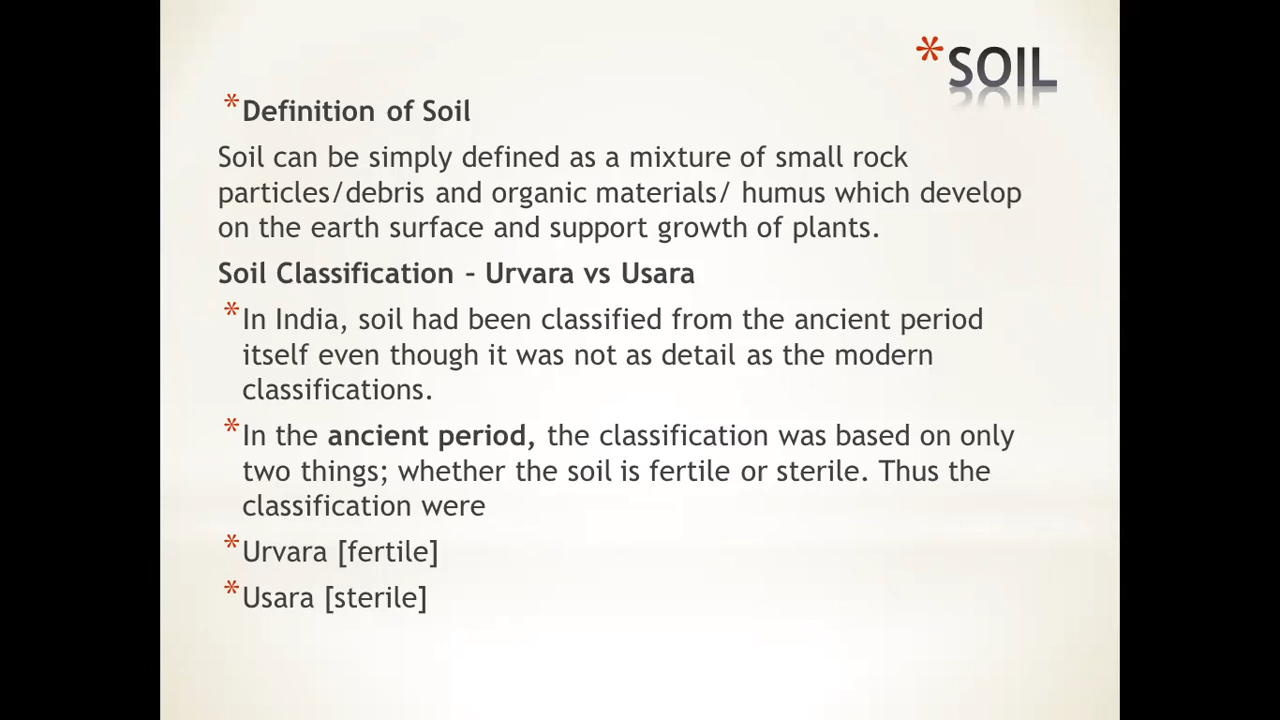 *SOIL
*Definition of Soil
Soil can be simply defined as a mixture of small rock
particles/debris and organic materials/ humus which develop
on the earth surface and support growth of plants.
Soil Classification – Urvara vs Usara
*In India, soil had been classified from the ancient period
itself even though it was not as detail as the modern
classifications.
*In the ancient period, the classification was based on only
two things; whether the soil is fertile or sterile. Thus the
classification were
*Urvara [fertile]
*Usara [sterile]